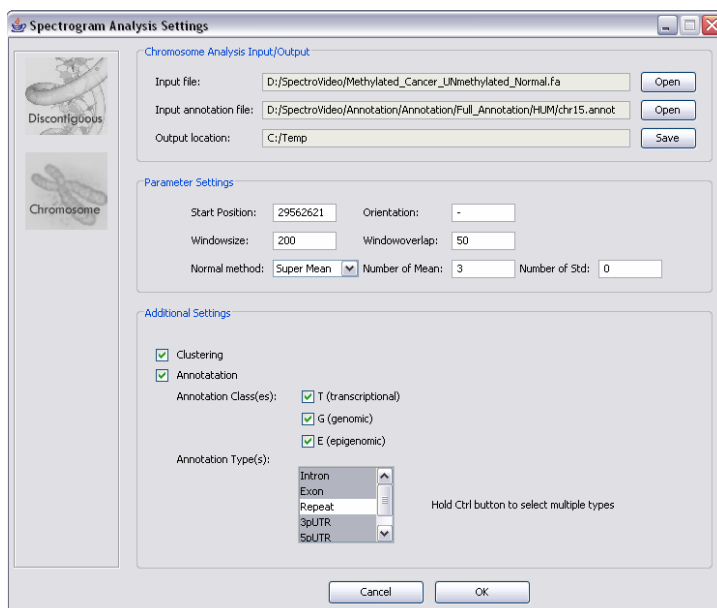 Spectrogram Analysis Settings
Discontiguous
Chromosome
Chromosome Analysis Input/Output
Input file: D:/SpectroVideo/Methylated_Cancer_UNmethylated_Normal.fa Open
Input annotation file: D:/SpectroVideo/Annotation/Annotation/Full_Annotation/HUM/chr15.annot Open
Output location: C:/Temp Save
Parameter Settings
Start Position: 29562621 Orientation: -
Windowsize: 200 Windowoverlap: 50
Normal method: Super Mean Number of Mean: 3 Number of Std: 0
Additional Settings
Clustering
Annotatation
Annotation Class(es): T (transcriptional)
G (genomic)
E (epigenomic)
Annotation Type(s):
Intron
Exon
Repeat Hold Ctrl button to select multiple types
3pUTR
5pUTR
Cancel OK